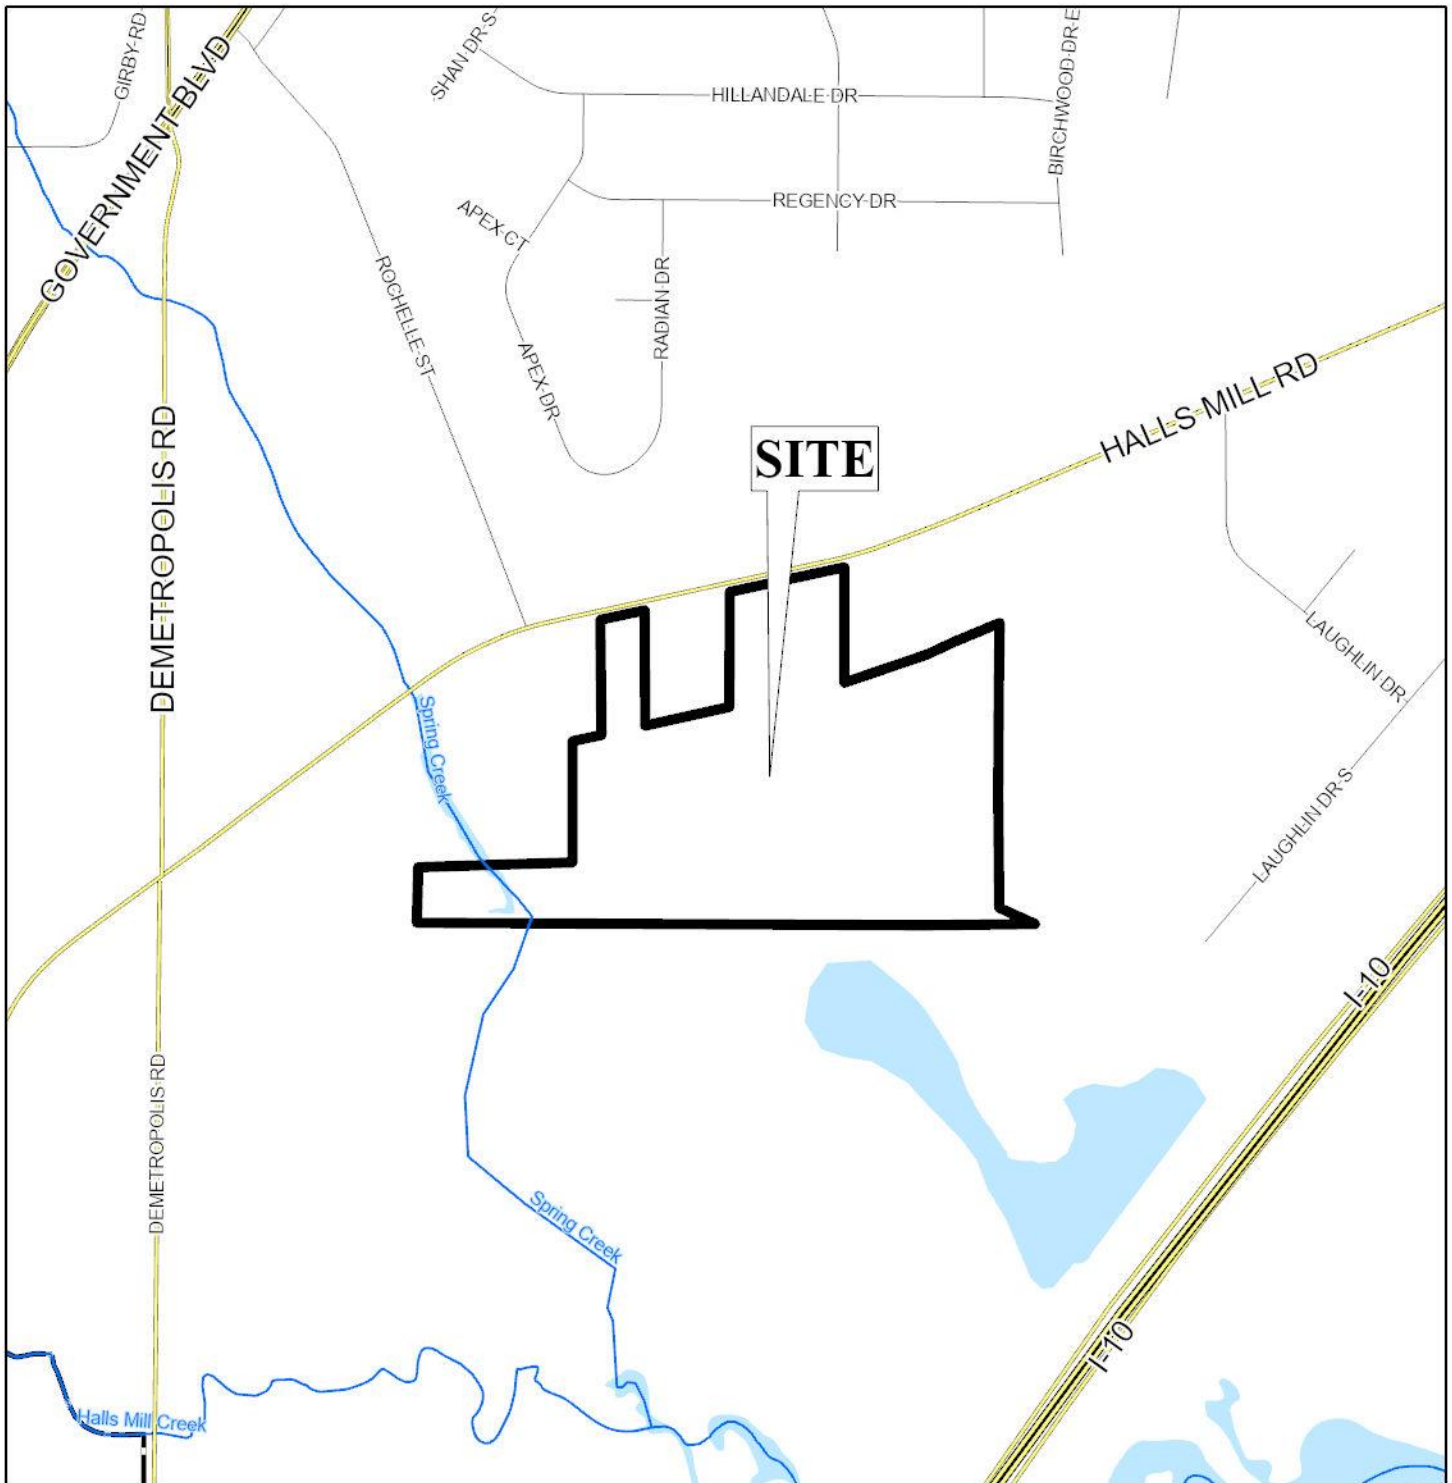 GIRBY RD
SHAN DR S
BIRCHWOOD DR E
GOVERNMENT BLVD
HILLANDALE DR
REGENCY DR
APEX CT
ROCHELLE ST
RADIAN DR
APEX DR
HALLS MILL RD
DEMETROPOLIS RD
SITE
LAUGHLIN DR
Spring Creek
LAUGHLIN DR S
I-10
DEMETROPOLIS RD
Spring Creek
I-10
Halls Mill Creek